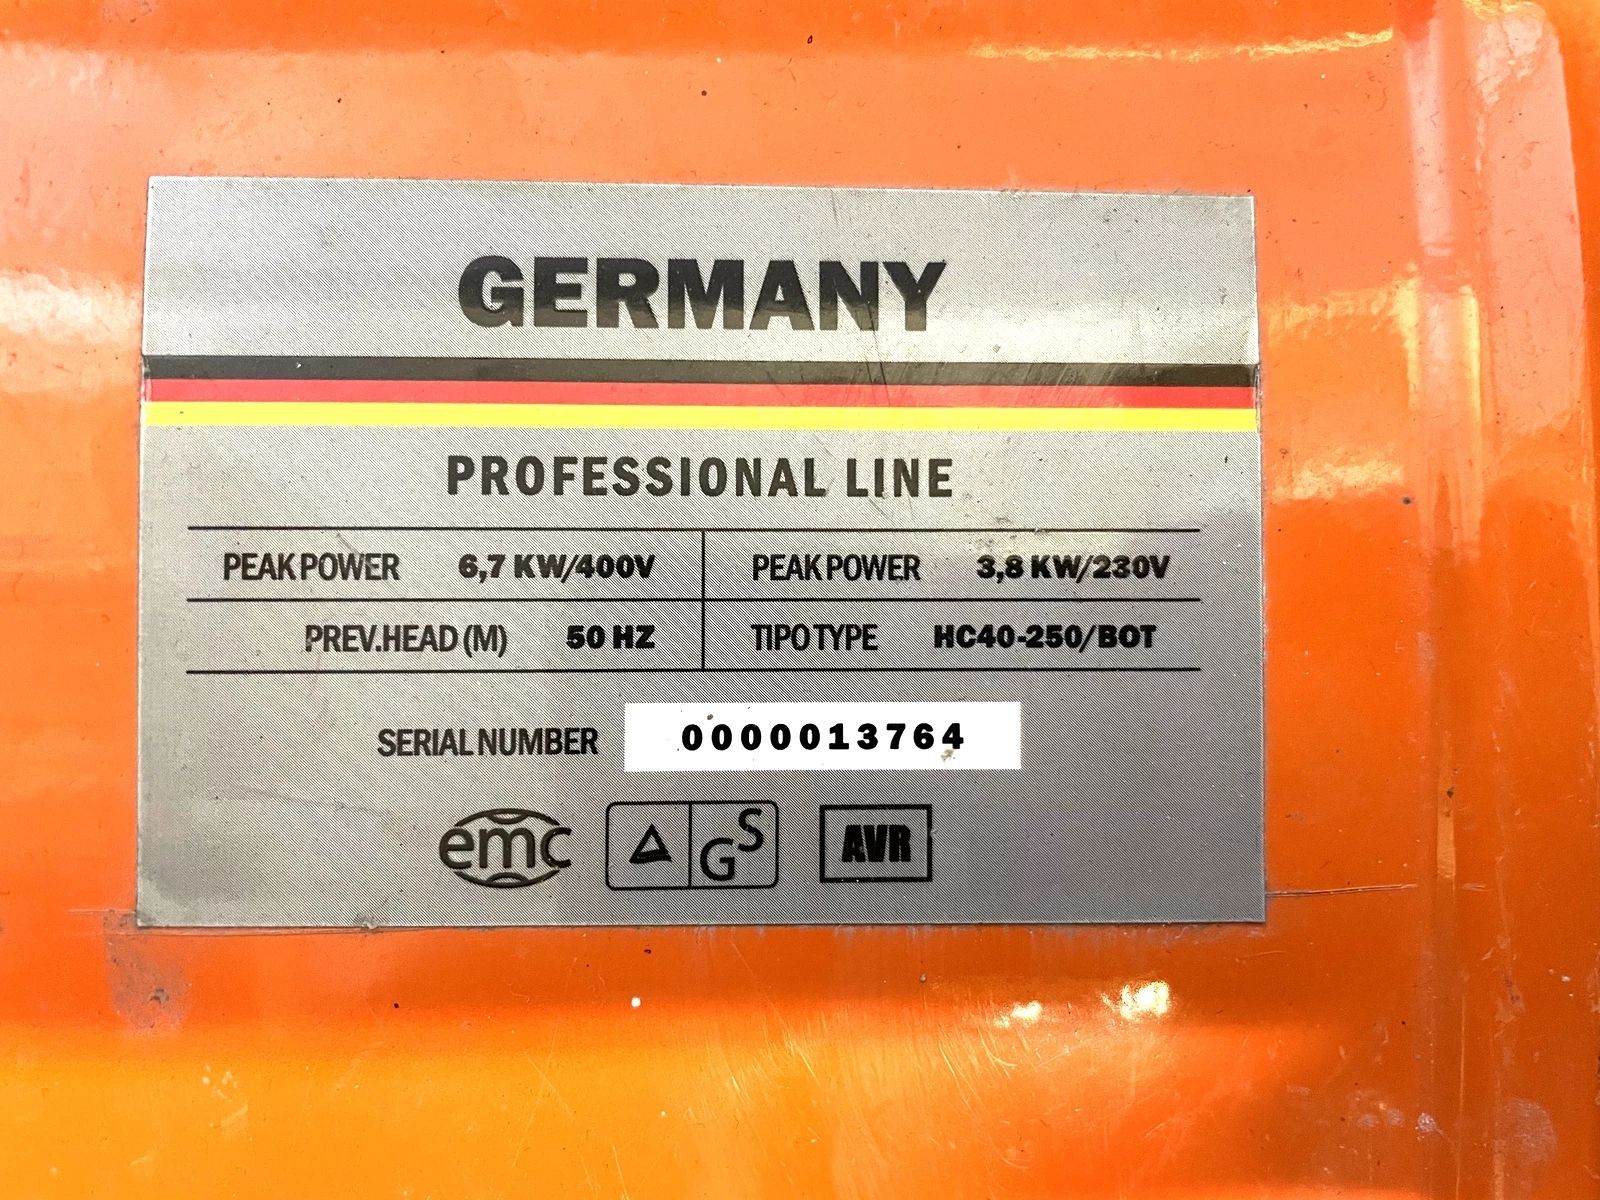 GERMANY
PROFESSIONAL LINE
PEAK POWER 6,7 KW/400V PEAK POWER 3,8 KW/230V
PREV.HEAD (M) 50 HZ TIPO TYPE HC40-250/BOT
SERIAL NUMBER 0000013764
emc GS AVR